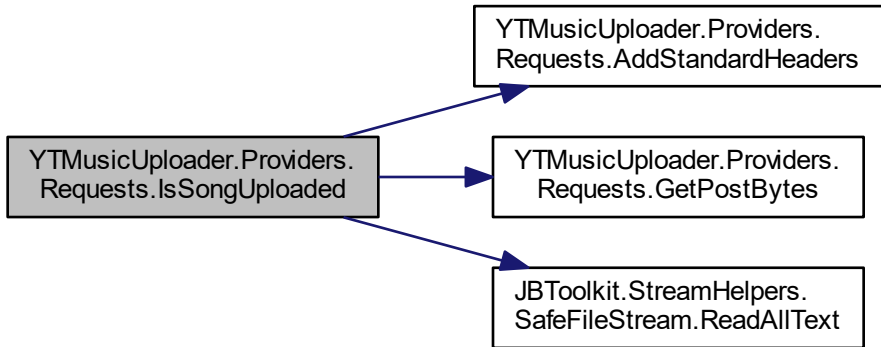 YTMusicUploader.Providers.
Requests.AddStandardHeaders
YTMusicUploader.Providers.
Requests.IsSongUploaded
YTMusicUploader.Providers.
Requests.GetPostBytes
JBToolkit.StreamHelpers.
SafeFileStream.ReadAllText